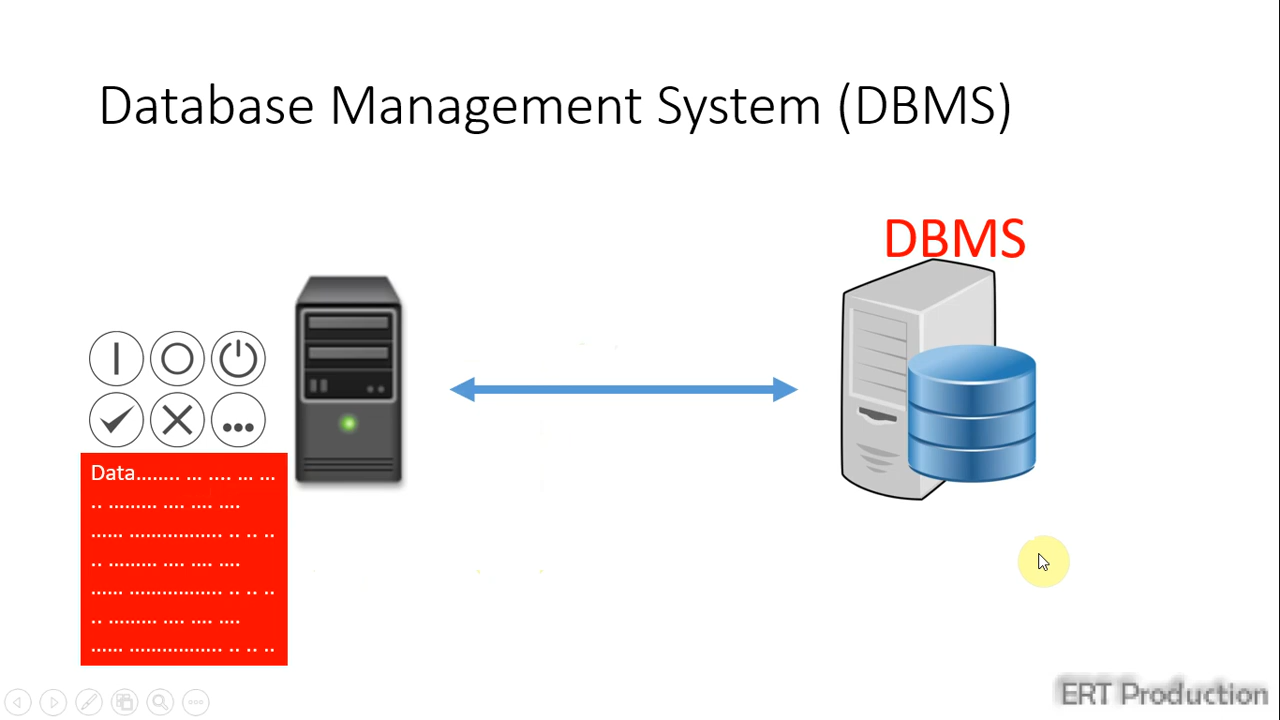 Database Management System (DBMS)
DBMS
Data........ ... .... ... ...
.. ......... .... .... ....
...... ................. .. .. ..
.. ......... .... .... ....
...... ................. .. .. ..
.. ......... .... .... ....
...... ................. .. .. ..
ERT Production